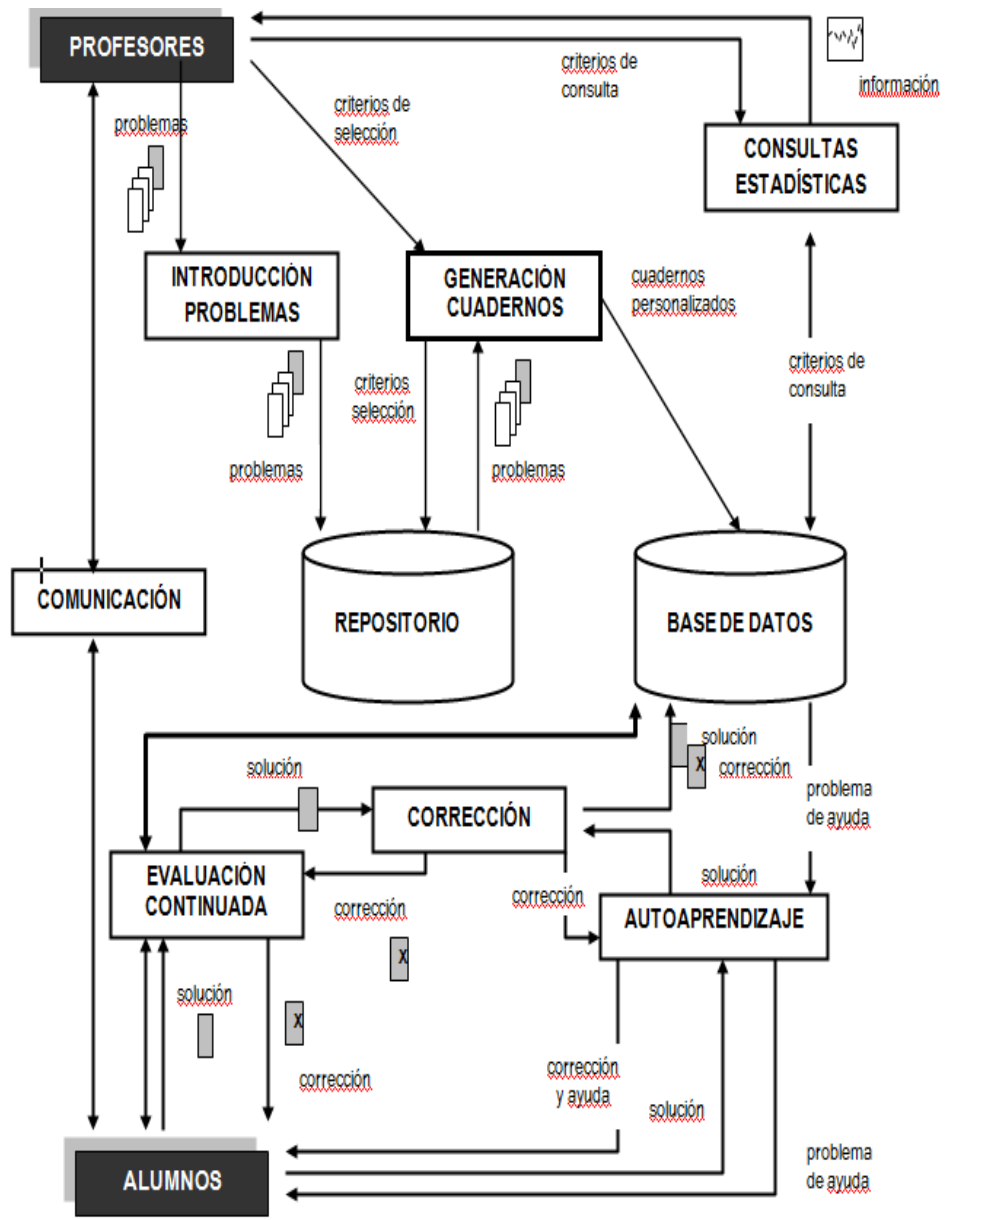 PROFESORES
criterios de
consulta
información
problemas
criterios de
selección
CONSULTAS
ESTADÍSTICAS
INTRODUCCIÓN
PROBLEMAS
GENERACIÓN
CUADERNOS
cuadernos
personalizados
criterios
selección
criterios de
consulta
problemas
problemas
COMUNICACIÓN
REPOSITORIO
BASE DE DATOS
solución
X
corrección
solución
problema
de ayuda
CORRECCIÓN
EVALUACIÓN
CONTINUADA
solución
corrección
corrección
AUTOAPRENDIZAJE
X
solución
X
corrección
corrección
y ayuda
solución
problema
de ayuda
ALUMNOS